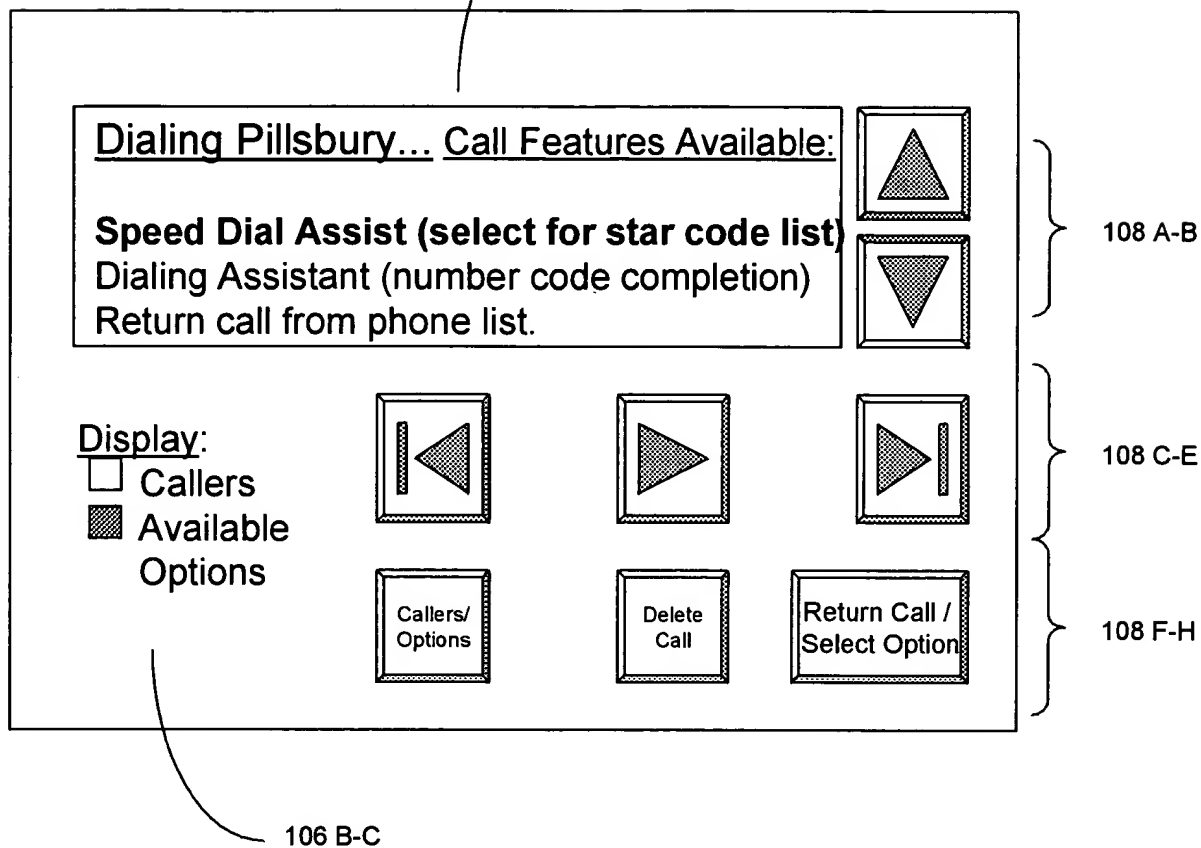 Dialing Pillsbury... Call Features Available:
Speed Dial Assist (select for star code list)
Dialing Assistant (number code completion)
Return call from phone list.
108 A-B
108 C-E
Display:
Callers
Available
Options
Callers/
Options
Delete
Call
Return Call /
Select Option
108 F-H
106 B-C